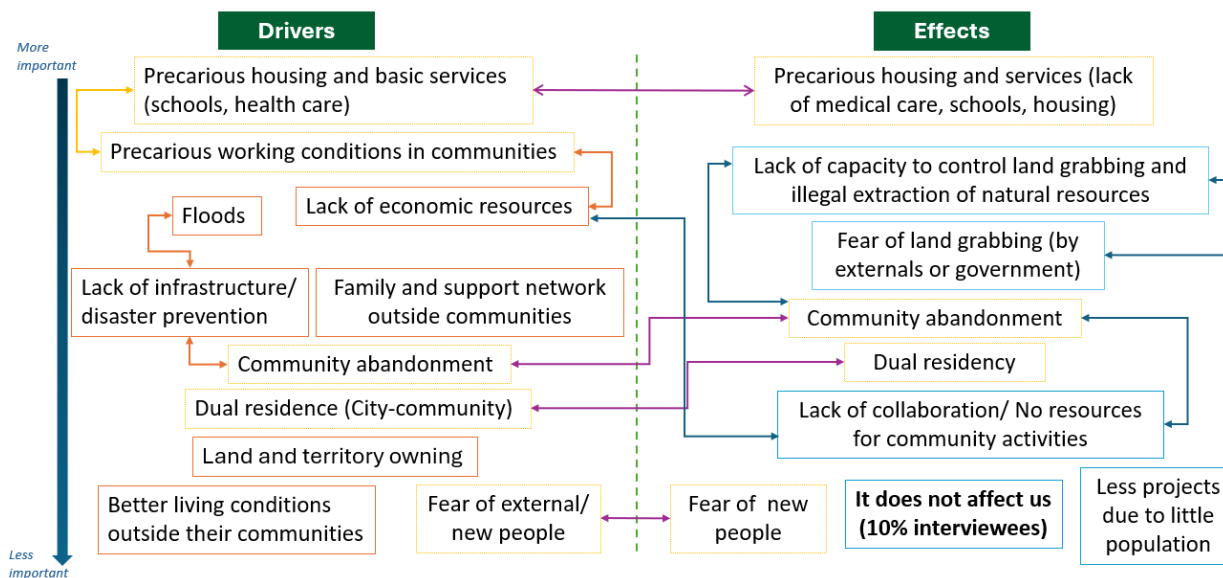 Drivers
Effects
More
important
Precarious housing and basic services
(schools, health care)
Precarious housing and services (lack
of medical care, schools, housing)
Precarious working conditions in communities
Lack of capacity to control land grabbing and
illegal extraction of natural resources
Lack of economic resources
Floods
Fear of land grabbing (by
externals or government)
Lack of infrastructure/
disaster prevention
Family and support network
outside communities
Community abandonment
Community abandonment
Dual residency
Dual residence (City-community)
Lack of collaboration/ No resources
for community activities
Land and territory owning
Better living conditions
outside their communities
Fear of external/
new people
Fear of new
people
It does not affect us
(10% interviewees)
Less projects
due to little
population
Less
important